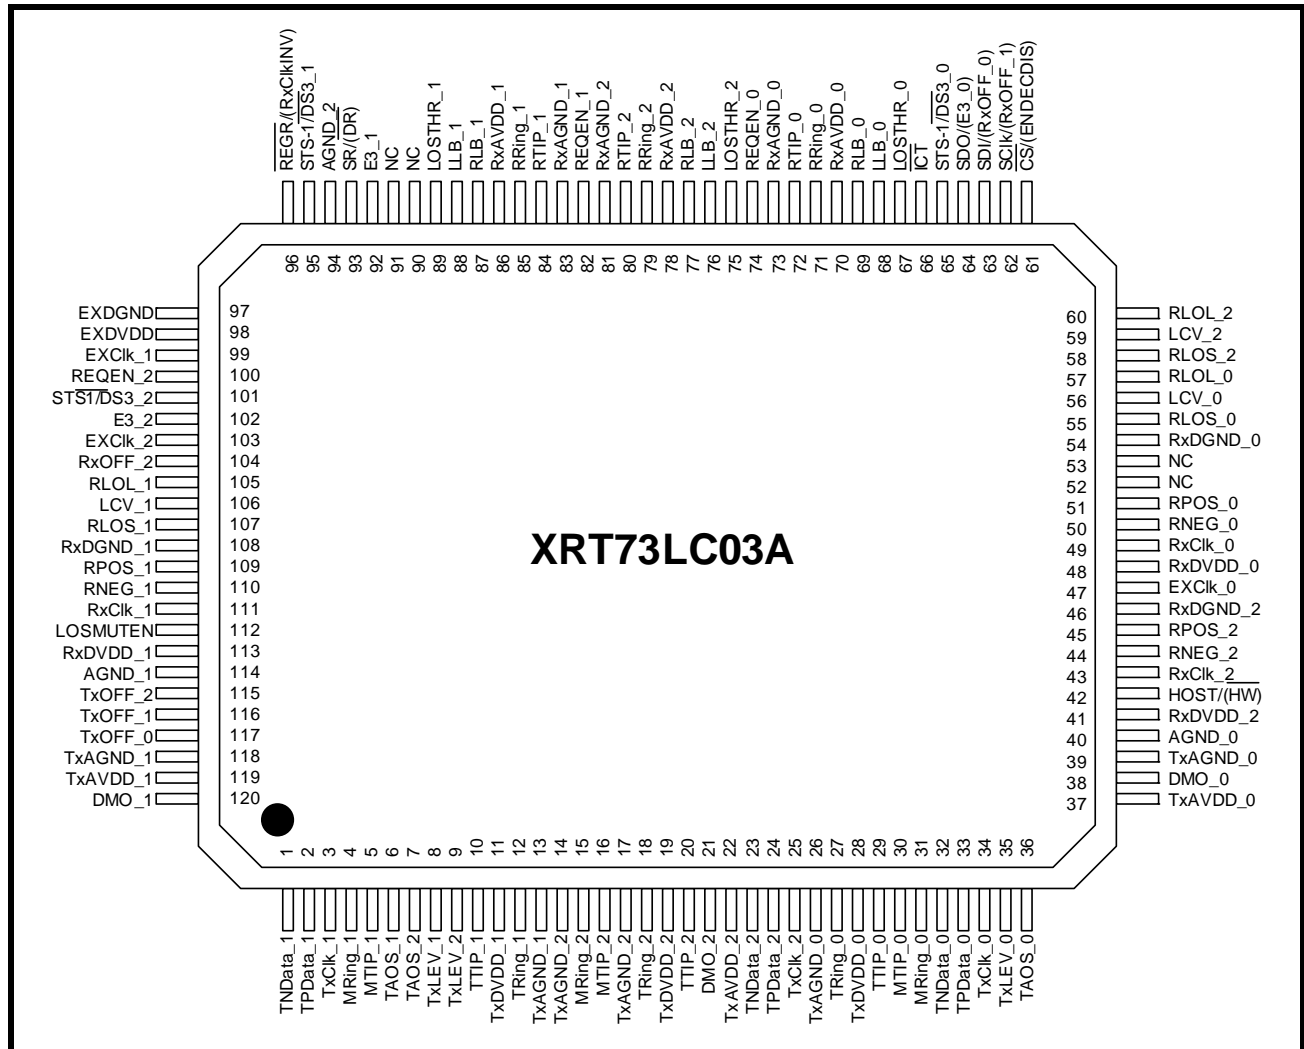 REGR/(RxClkINV)
STS-1/DS3_1
AGND_2
SR/(DR)
E3_1
NC
NC
LOSTHR_1
LLB_1
RLB_1
RxAVDD_1
RRing_1
RTIP_1
RxAGND_1
REQEN_1
RxAGND_2
RTIP_2
RRing_2
RxAVDD_2
RLB_2
LLB_2
LOSTHR_2
REQEN_0
RxAGND_0
RTIP_0
RRing_0
RxAVDD_0
RLB_0
LLB_0
LOSTHR_0
ICT
STS-1/DS3_0
SDO/(E3_0)
SDI/(RxOFF_0)
SClk/(RxOFF_1)
CS/(ENDECDIS)
96 95 94 93 92 91 90 89 88 87 86 85 84 83 82 81 80 79 78 77 76 75 74 73 72 71 70 69 68 67 66 65 64 63 62 61
EXDGND 97
EXDVDD 98
EXClk_1 99
REQEN_2 100
STS1/DS3_2 101
E3_2 102
EXClk_2 103
RxOFF_2 104
RLOL_1 105
LCV_1 106
RLOS_1 107
RxDGND_1 108
RPOS_1 109
RNEG_1 110
RxClk_1 111
LOSMUTEN 112
RxDVDD_1 113
AGND_1 114
TxOFF_2 115
TxOFF_1 116
TxOFF_0 117
TxAGND_1 118
TxAVDD_1 119
DMO_1 120
XRT73LC03A
60 RLOL_2
59 LCV_2
58 RLOS_2
57 RLOL_0
56 LCV_0
55 RLOS_0
54 RxDGND_0
53 NC
52 NC
51 RPOS_0
50 RNEG_0
49 RxClk_0
48 RxDVDD_0
47 EXClk_0
46 RxDGND_2
45 RPOS_2
44 RNEG_2
43 RxClk_2
42 HOST/(HW)
41 RxDVDD_2
40 AGND_0
39 TxAGND_0
38 DMO_0
37 TxAVDD_0
1 2 3 4 5 6 7 8 9 10 11 12 13 14 15 16 17 18 19 20 21 22 23 24 25 26 27 28 29 30 31 32 33 34 35 36
TNData_1
TPData_1
TxClk_1
MRing_1
MTIP_1
TAOS_1
TAOS_2
TxLEV_1
TxLEV_2
TTIP_1
TxDVDD_1
TRing_1
TxAGND_1
TxAGND_2
MRing_2
MTIP_2
TxAGND_2
TRing_2
TxDVDD_2
TTIP_2
DMO_2
TxAVDD_2
TNData_2
TPData_2
TxClk_2
TxAGND_0
TRing_0
TxDVDD_0
TTIP_0
MTIP_0
MRing_0
TNData_0
TPData_0
TxClk_0
TxLEV_0
TAOS_0